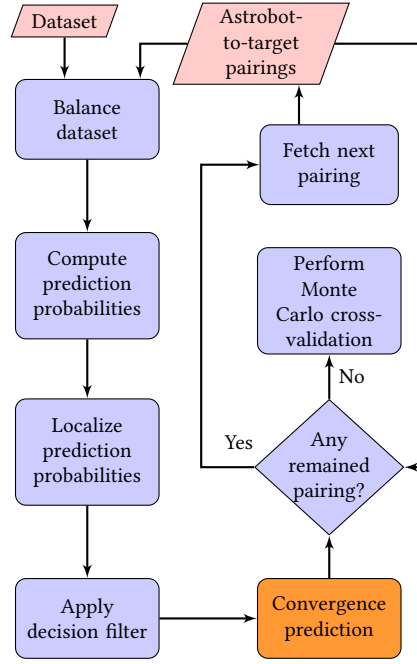 Dataset
Astrobot-
to-target
pairings
Balance
dataset
Fetch next
pairing
Compute
prediction
probabilities
Perform
Monte
Carlo cross-
validation
No
Localize
prediction
probabilities
Yes
Any
remained
pairing?
Apply
decision filter
Convergence
prediction